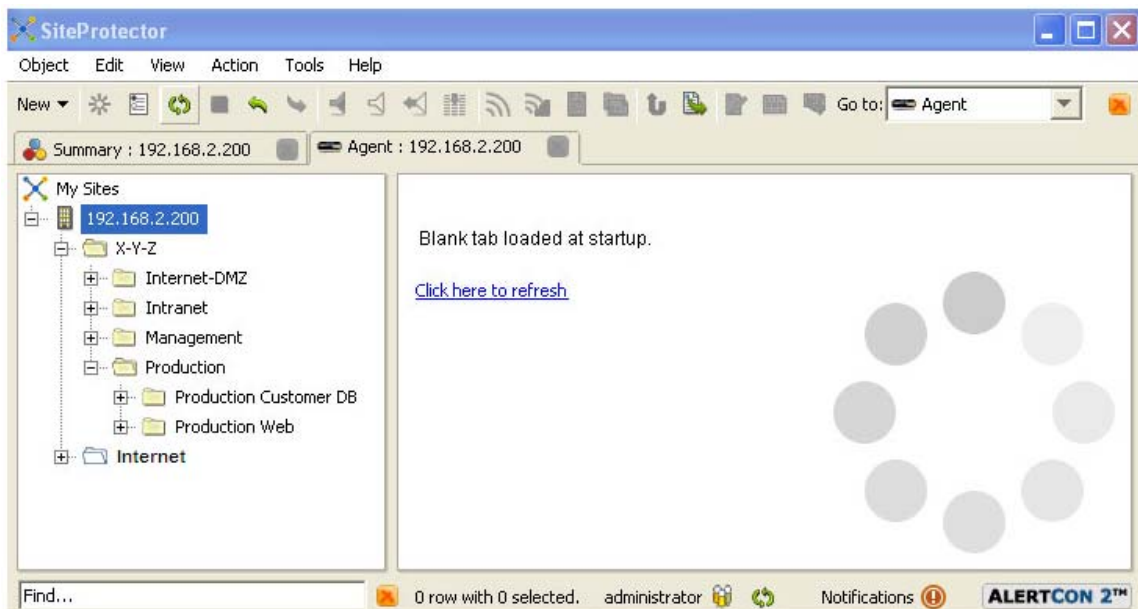 SiteProtector
Object Edit View Action Tools Help
New Go to: Agent
Summary : 192.168.2.200 Agent : 192.168.2.200
My Sites
192.168.2.200
X-Y-Z
Internet-DMZ
Intranet
Management
Production
Production Customer DB
Production Web
Internet
Blank tab loaded at startup.
Click here to refresh
Find... 0 row with 0 selected. administrator Notifications ALERTCON 2™